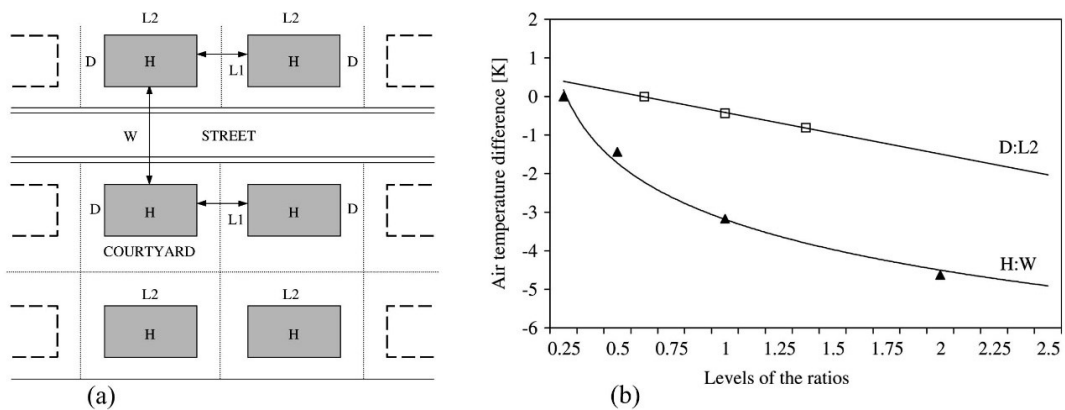 L2 L2
D H H D
L1
W STREET
D H H D
L1
COURTYARD
L2 L2
H H
(a)
Air temperature difference [K]
2
1
0
-1
-2
-3
-4
-5
-6
D:L2
H:W
0.25 0.5 0.75 1 1.25 1.5 1.75 2 2.25 2.5
Levels of the ratios
(b)